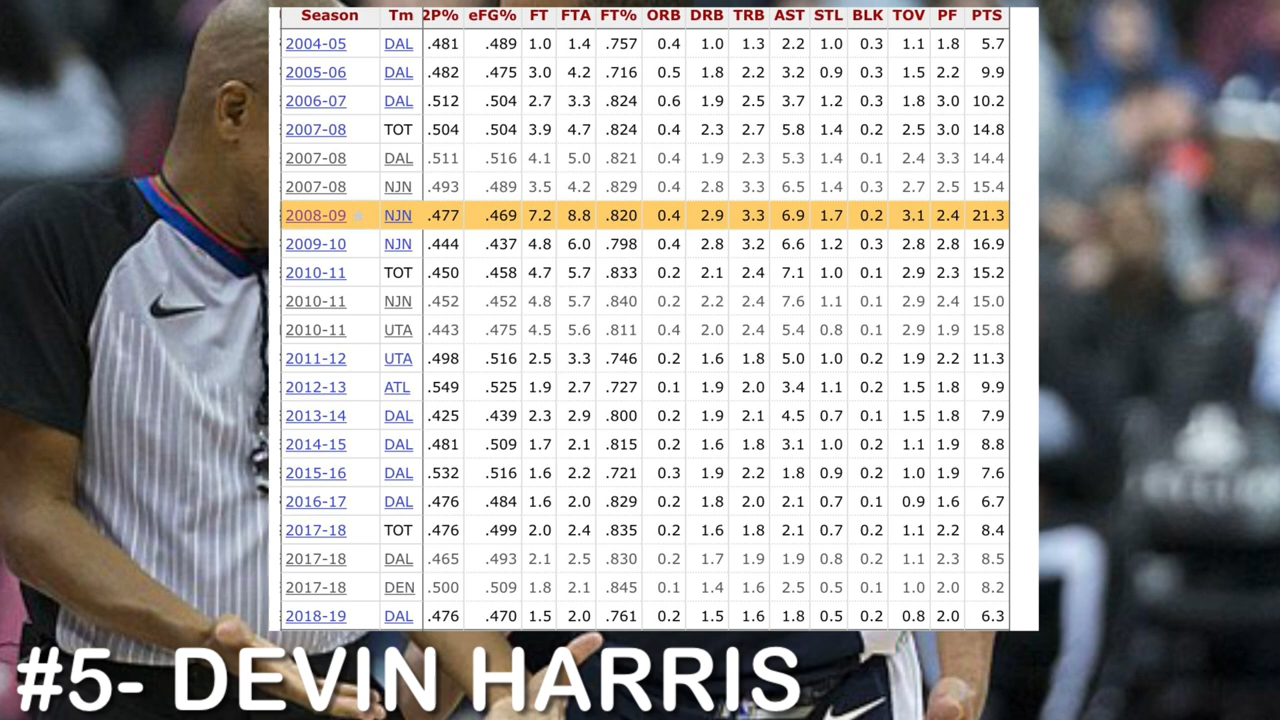 Season Tm 2P% eFG% FT FTA FT% ORB DRB TRB AST STL BLK TOV PF PTS
2004-05 DAL .481 .489 1.0 1.4 .757 0.4 1.0 1.3 2.2 1.0 0.3 1.1 1.8 5.7
2005-06 DAL .482 .475 3.0 4.2 .716 0.5 1.8 2.2 3.2 0.9 0.3 1.5 2.2 9.9
2006-07 DAL .512 .504 2.7 3.3 .824 0.6 1.9 2.5 3.7 1.2 0.3 1.8 3.0 10.2
2007-08 TOT .504 .504 3.9 4.7 .824 0.4 2.3 2.7 5.8 1.4 0.2 2.5 3.0 14.8
2007-08 DAL .511 .516 4.1 5.0 .821 0.4 1.9 2.3 5.3 1.4 0.1 2.4 3.3 14.4
2007-08 NJN .493 .489 3.5 4.2 .829 0.4 2.8 3.3 6.5 1.4 0.3 2.7 2.5 15.4
2008-09 NJN .477 .469 7.2 8.8 .820 0.4 2.9 3.3 6.9 1.7 0.2 3.1 2.4 21.3
2009-10 NJN .444 .437 4.8 6.0 .798 0.4 2.8 3.2 6.6 1.2 0.3 2.8 2.8 16.9
2010-11 TOT .450 .458 4.7 5.7 .833 0.2 2.1 2.4 7.1 1.0 0.1 2.9 2.3 15.2
2010-11 NJN .452 .452 4.8 5.7 .840 0.2 2.2 2.4 7.6 1.1 0.1 2.9 2.4 15.0
2010-11 UTA .443 .475 4.5 5.6 .811 0.4 2.0 2.4 5.4 0.8 0.1 2.9 1.9 15.8
2011-12 UTA .498 .516 2.5 3.3 .746 0.2 1.6 1.8 5.0 1.0 0.2 1.9 2.2 11.3
2012-13 ATL .549 .525 1.9 2.7 .727 0.1 1.9 2.0 3.4 1.1 0.2 1.5 1.8 9.9
2013-14 DAL .425 .439 2.3 2.9 .800 0.2 1.9 2.1 4.5 0.7 0.1 1.5 1.8 7.9
2014-15 DAL .481 .509 1.7 2.1 .815 0.2 1.6 1.8 3.1 1.0 0.2 1.1 1.9 8.8
2015-16 DAL .532 .516 1.6 2.2 .721 0.3 1.9 2.2 1.8 0.9 0.2 1.0 1.9 7.6
2016-17 DAL .476 .484 1.6 2.0 .829 0.2 1.8 2.0 2.1 0.7 0.1 0.9 1.6 6.7
2017-18 TOT .476 .499 2.0 2.4 .835 0.2 1.6 1.8 2.1 0.7 0.2 1.1 2.2 8.4
2017-18 DAL .465 .493 2.1 2.5 .830 0.2 1.7 1.9 1.9 0.8 0.2 1.1 2.3 8.5
2017-18 DEN .500 .509 1.8 2.1 .845 0.1 1.4 1.6 2.5 0.5 0.1 1.0 2.0 8.2
2018-19 DAL .476 .470 1.5 2.0 .761 0.2 1.5 1.6 1.8 0.5 0.2 0.8 2.0 6.3
#5- DEVIN HARRIS